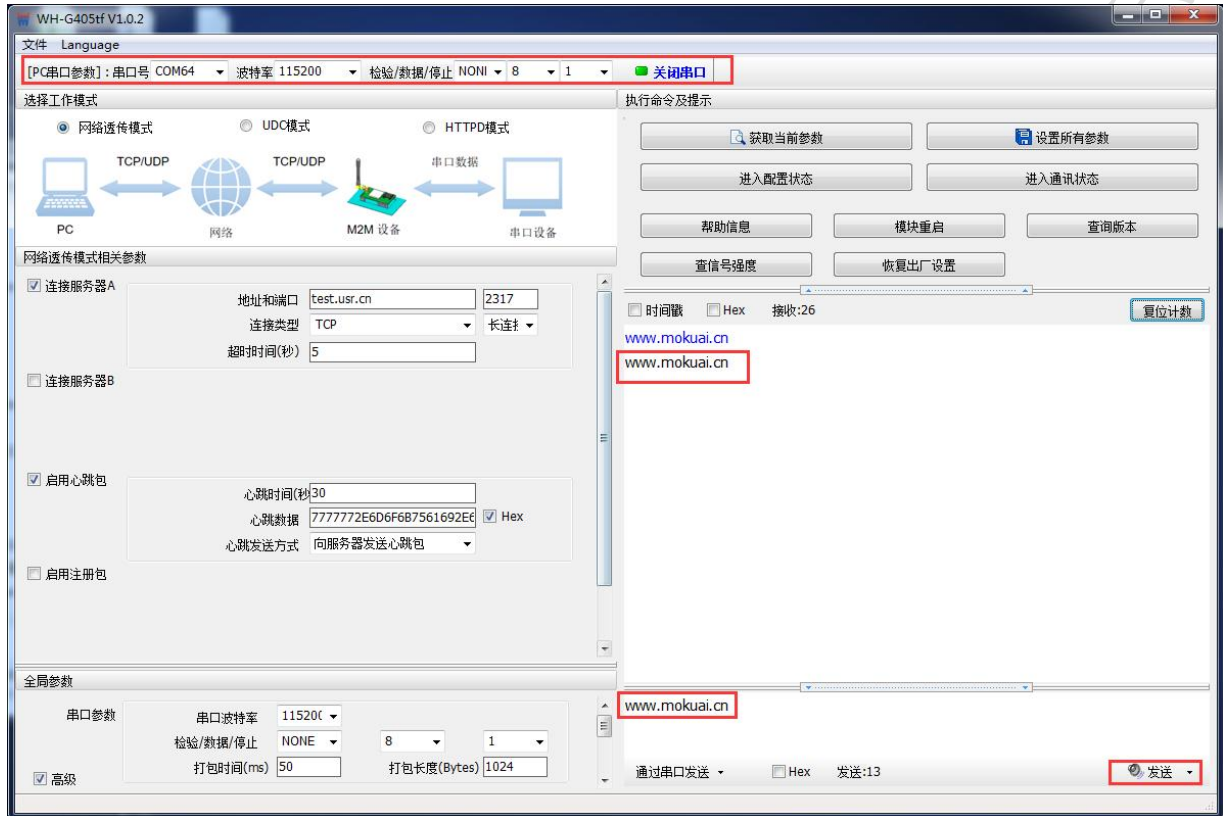 WH-G405tf V1.0.2
文件 Language
[PC串口参数]：串口号 COM64 波特率 115200 检验/数据/停止 NONI 8 1 关闭串口
选择工作模式
网络透传模式 UDC模式 HTTPD模式
TCP/UDP TCP/UDP 串口数据
PC 网络 M2M 设备 串口设备
网络透传模式相关参数
连接服务器A
地址和端口 test.usr.cn 2317
连接类型 TCP 长连接
超时时间(秒) 5
连接服务器B
启用心跳包
心跳时间(秒 30
心跳数据 7777772E6D6F6B7561692E6 Hex
心跳发送方式 向服务器发送心跳包
启用注册包
全局参数
串口参数 串口波特率 115200
检验/数据/停止 NONE 8 1
打包时间(ms) 50 打包长度(Bytes) 1024
高级
执行命令及提示
获取当前参数 设置所有参数
进入配置状态 进入通讯状态
帮助信息 模块重启 查询版本
查信号强度 恢复出厂设置
时间戳 Hex 接收:26 复位计数
www.mokuai.cn
www.mokuai.cn
www.mokuai.cn
通过串口发送 Hex 发送:13 发送